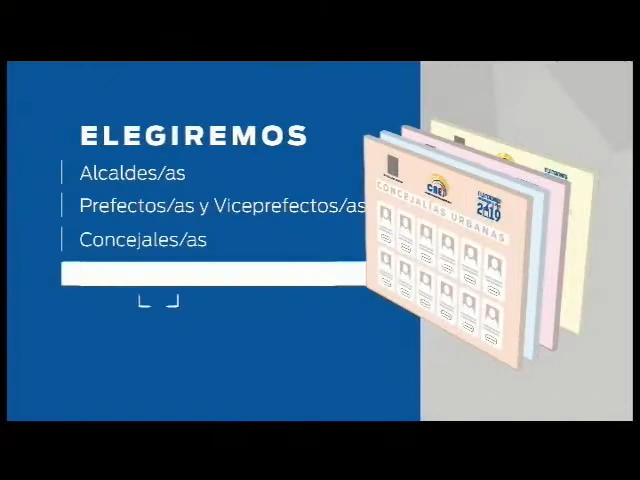 ELEGIREMOS
Alcaldes/as
Prefectos/as y Viceprefectos/as
Concejales/as
CNE
ELECCIONES
2019
CONCEJALÍAS URBANAS